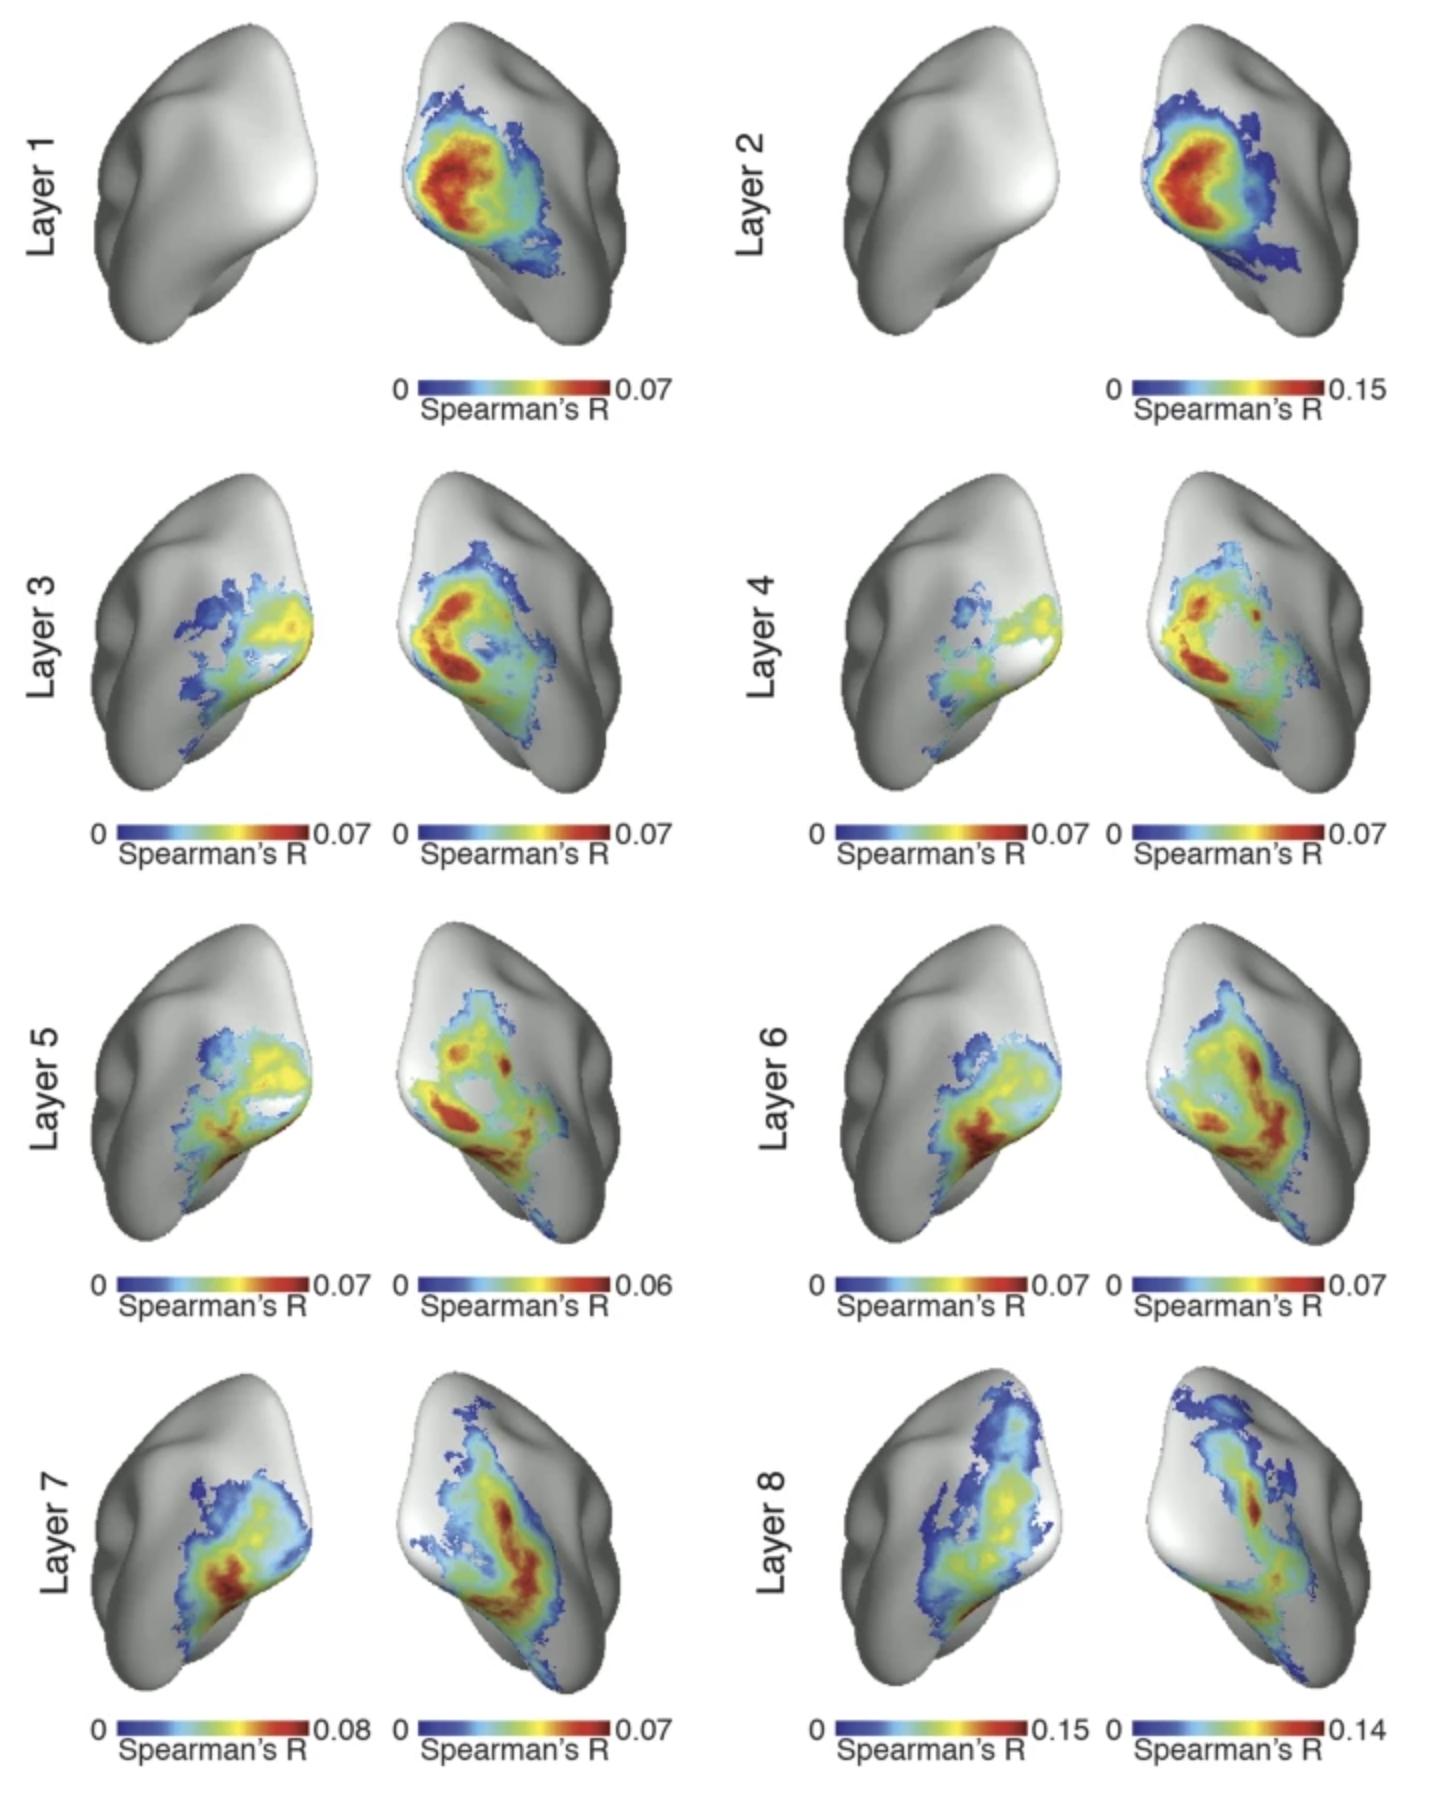 Layer 1
0 0.07
Spearman's R
Layer 2
0 0.15
Spearman's R
Layer 3
0 0.07
Spearman's R
0 0.07
Spearman's R
Layer 4
0 0.07
Spearman's R
0 0.07
Spearman's R
Layer 5
0 0.07
Spearman's R
0 0.06
Spearman's R
Layer 6
0 0.07
Spearman's R
0 0.07
Spearman's R
Layer 7
0 0.08
Spearman's R
0 0.07
Spearman's R
Layer 8
0 0.15
Spearman's R
0 0.14
Spearman's R